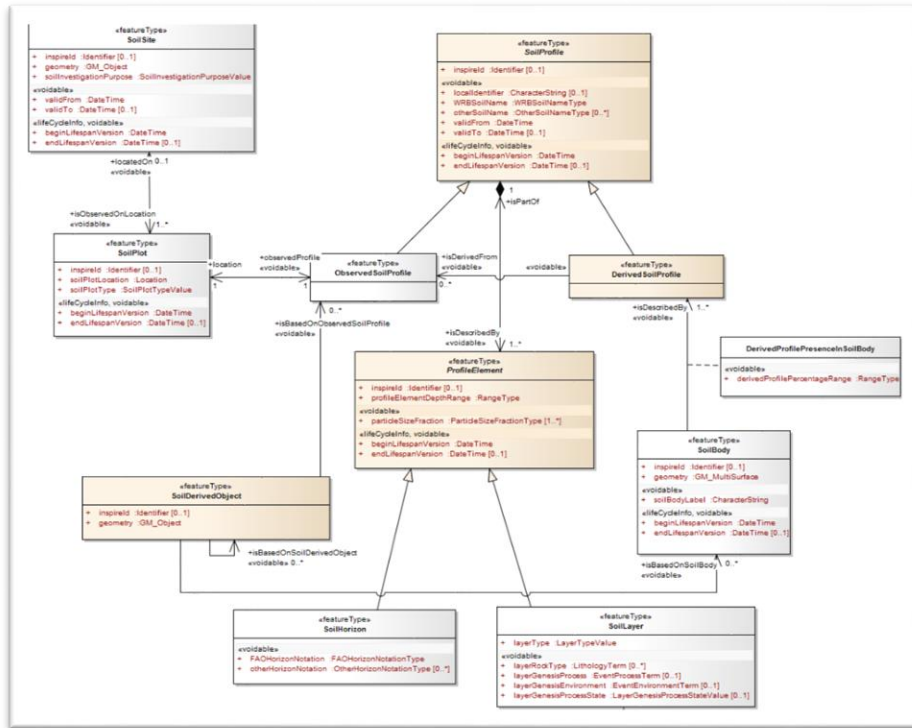 «featureType»
SoilSite
+ inspireId :Identifier [0..1]
+ geometry :GM_Object
+ soilInvestigationPurpose :SoilInvestigationPurposeValue
«voidable»
+ validFrom :DateTime
+ validTo :DateTime [0..1]
«lifeCycleInfo, voidable»
+ beginLifespanVersion :DateTime
+ endLifespanVersion :DateTime [0..1]
«featureType»
SoilProfile
+ inspireId :Identifier [0..1]
«voidable»
+ localIdentifier :CharacterString [0..1]
+ WRBSoilName :WRBSoilNameType
+ otherSoilName :OtherSoilNameType [0..*]
+ validFrom :DateTime
+ validTo :DateTime [0..1]
«lifeCycleInfo, voidable»
+ beginLifespanVersion :DateTime
+ endLifespanVersion :DateTime [0..1]
+locatedOn 0..1
«voidable»
+isObservedOnLocation
«voidable» 1..*
1
+isPartOf
«featureType»
SoilPlot
+ inspireId :Identifier [0..1]
+ soilPlotLocation :Location
+ soilPlotType :SoilPlotTypeValue
«lifeCycleInfo, voidable»
+ beginLifespanVersion :DateTime
+ endLifespanVersion :DateTime [0..1]
+location
1
+observedProfile
«voidable»
1
«featureType»
ObservedSoilProfile
+isDerivedFrom
«voidable»
0..*
«voidable»
«featureType»
DerivedSoilProfile
0..*
+isBasedOnObservedSoilProfile
«voidable»
+isDescribedBy 1..*
«voidable»
+isDescribedBy
«voidable» 1..*
DerivedProfilePresenceInSoilBody
«voidable»
+ derivedProfilePercentageRange :RangeType
«featureType»
ProfileElement
+ inspireId :Identifier [0..1]
+ profileElementDepthRange :RangeType
«voidable»
+ particleSizeFraction :ParticleSizeFractionType [1..*]
«lifeCycleInfo, voidable»
+ beginLifespanVersion :DateTime
+ endLifespanVersion :DateTime [0..1]
«featureType»
SoilBody
+ inspireId :Identifier [0..1]
+ geometry :GM_MultiSurface
«voidable»
+ soilBodyLabel :CharacterString
«lifeCycleInfo, voidable»
+ beginLifespanVersion :DateTime
+ endLifespanVersion :DateTime [0..1]
«featureType»
SoilDerivedObject
+ inspireId :Identifier [0..1]
+ geometry :GM_Object
+isBasedOnSoilDerivedObject
«voidable» 0..*
+isBasedOnSoilBody 0..*
«voidable»
«featureType»
SoilHorizon
«voidable»
+ FAOHorizonNotation :FAOHorizonNotationType
+ otherHorizonNotation :OtherHorizonNotationType [0..*]
«featureType»
SoilLayer
+ layerType :LayerTypeValue
«voidable»
+ layerRockType :LithologyTerm [0..*]
+ layerGenesisProcess :EventProcessTerm [0..1]
+ layerGenesisEnvironment :EventEnvironmentTerm [0..1]
+ layerGenesisProcessState :LayerGenesisProcessStateValue [0..1]